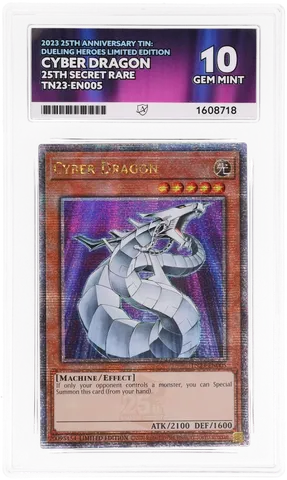 2023 25TH ANNIVERSARY TIN:
DUELING HEROES LIMITED EDITION
CYBER DRAGON
25TH SECRET RARE
TN23-EN005
10
GEM MINT
1608718
CYBER DRAGON
[Machine/Effect]
If only your opponent controls a monster, you can Special
Summon this card (from your hand).
ATK/2100 DEF/1600
LIMITED EDITION